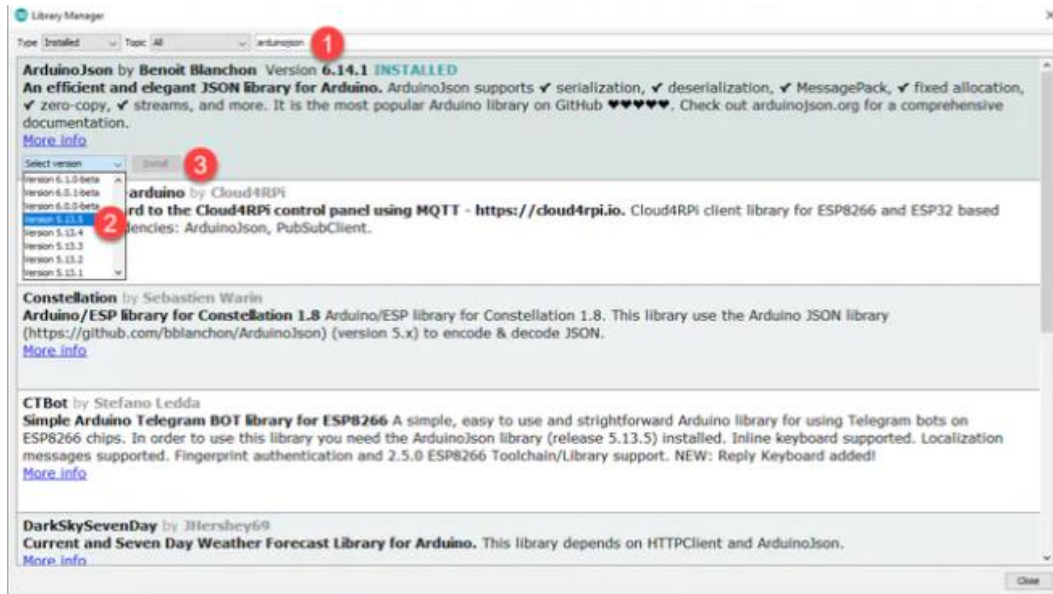 Library Manager
Type Installed Topic All arduinojson 1
ArduinoJson by Benoit Blanchon Version 6.14.1 INSTALLED
An efficient and elegant JSON library for Arduino. ArduinoJson supports ✔ serialization, ✔ deserialization, ✔ MessagePack, ✔ fixed allocation,
✔ zero-copy, ✔ streams, and more. It is the most popular Arduino library on GitHub ♥♥♥♥♥. Check out arduinojson.org for a comprehensive
documentation.
More info
Select version Install 3
Version 6.1.0-beta
Version 6.0.1-beta arduino by Cloud4RPi
Version 6.0.0-beta
Version 5.13.5 2 rd to the Cloud4RPi control panel using MQTT - https://cloud4rpi.io. Cloud4RPi client library for ESP8266 and ESP32 based
Version 5.13.4 dencies: ArduinoJson, PubSubClient.
Version 5.13.3
Version 5.13.2
Version 5.13.1
Constellation by Sebastien Warin
Arduino/ESP library for Constellation 1.8 Arduino/ESP library for Constellation 1.8. This library use the Arduino JSON library
(https://github.com/bblanchon/ArduinoJson) (version 5.x) to encode & decode JSON.
More info
CTBot by Stefano Ledda
Simple Arduino Telegram BOT library for ESP8266 A simple, easy to use and strightforward Arduino library for using Telegram bots on
ESP8266 chips. In order to use this library you need the ArduinoJson library (release 5.13.5) installed. Inline keyboard supported. Localization
messages supported. Fingerprint authentication and 2.5.0 ESP8266 Toolchain/Library support. NEW: Reply Keyboard added!
More info
DarkSkySevenDay by JHershey69
Current and Seven Day Weather Forecast Library for Arduino. This library depends on HTTPClient and ArduinoJson.
More info
Close